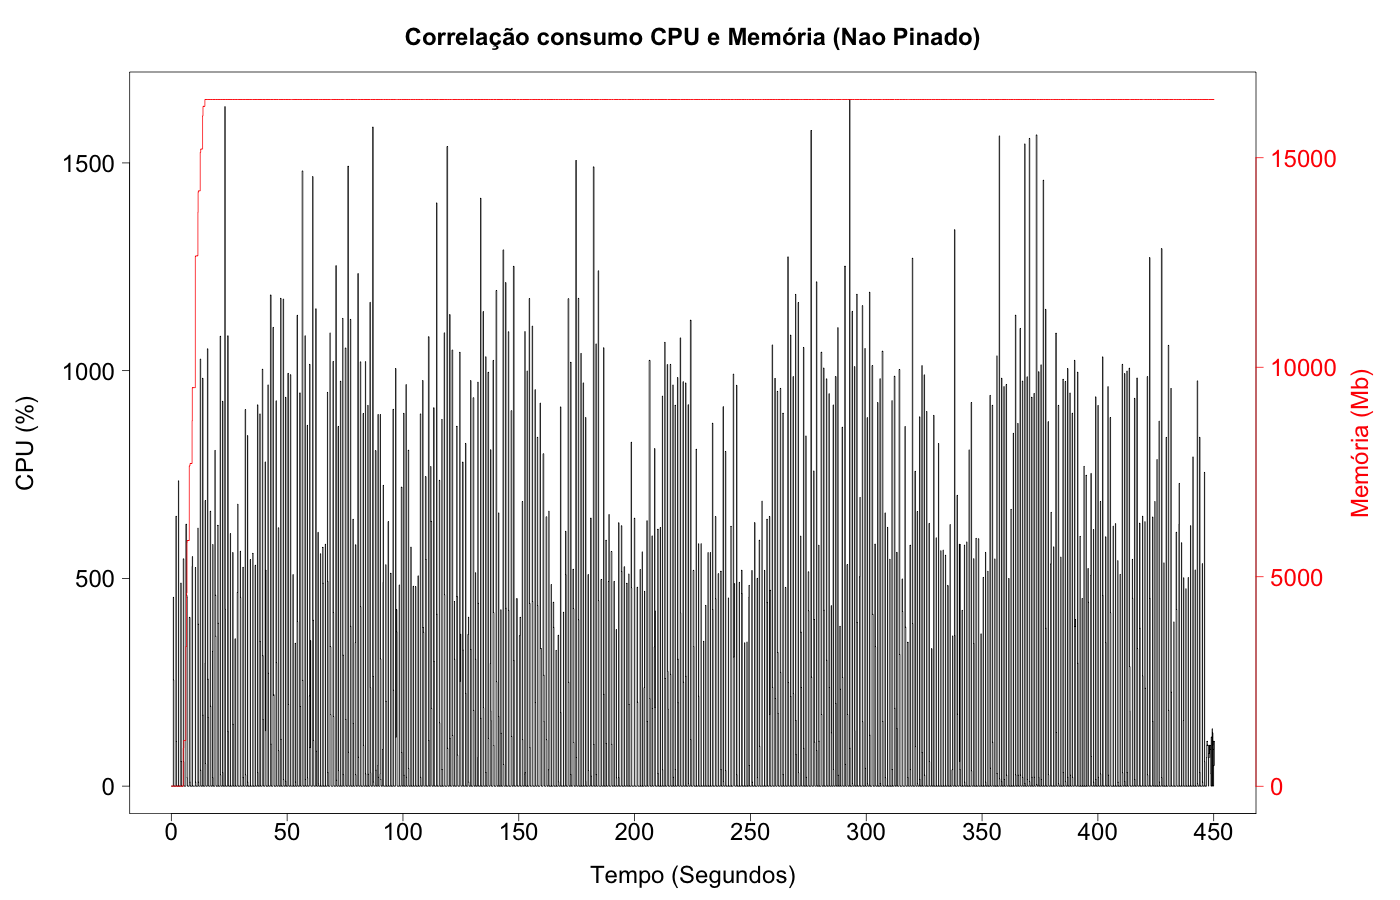 Correlação consumo CPU e Memória (Nao Pinado)
CPU (%)
1500
1000
500
0
15000
10000
5000
0
Memória (Mb)
0 50 100 150 200 250 300 350 400 450
Tempo (Segundos)